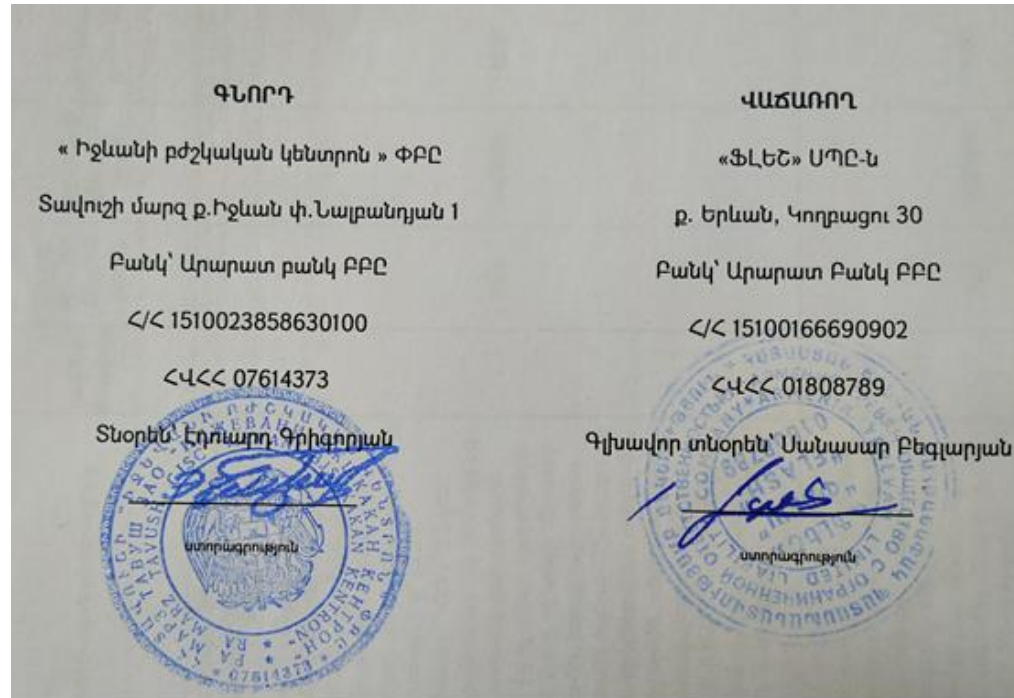 ԳՆՈՐԴ
« Իջևանի բժշկական կենտրոն » ՓԲԸ
Տավուշի մարզ ք.Իջևան փ.Նալբանդյան 1
Բանկ՝ Արարատ բանկ ԲԲԸ
Հ/Հ 1510023858630100
ՀՎՀՀ 07614373
Տնօրեն՝ Էդուարդ Գրիգորյան
ստորագրություն
ՎԱՃԱՌՈՂ
«ՖԼԵՇ» ՍՊԸ-ն
ք. Երևան, Կողբացու 30
Բանկ՝ Արարատ Բանկ ԲԲԸ
Հ/Հ 15100166690902
ՀՎՀՀ 01808789
Գլխավոր տնօրեն՝ Սանասար Բեգլարյան
ստորագրություն